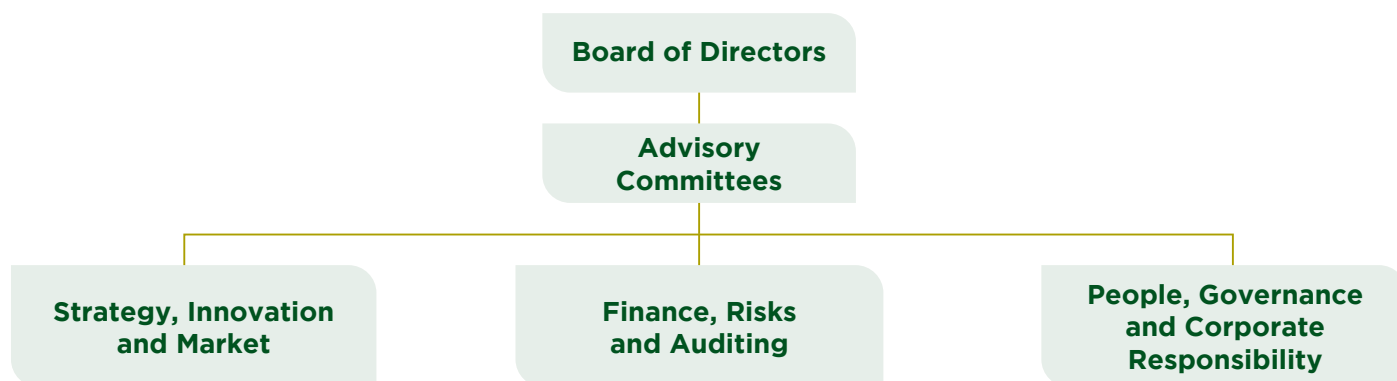 Board of Directors
Advisory
Committees
Strategy, Innovation
and Market
Finance, Risks
and Auditing
People, Governance
and Corporate
Responsibility